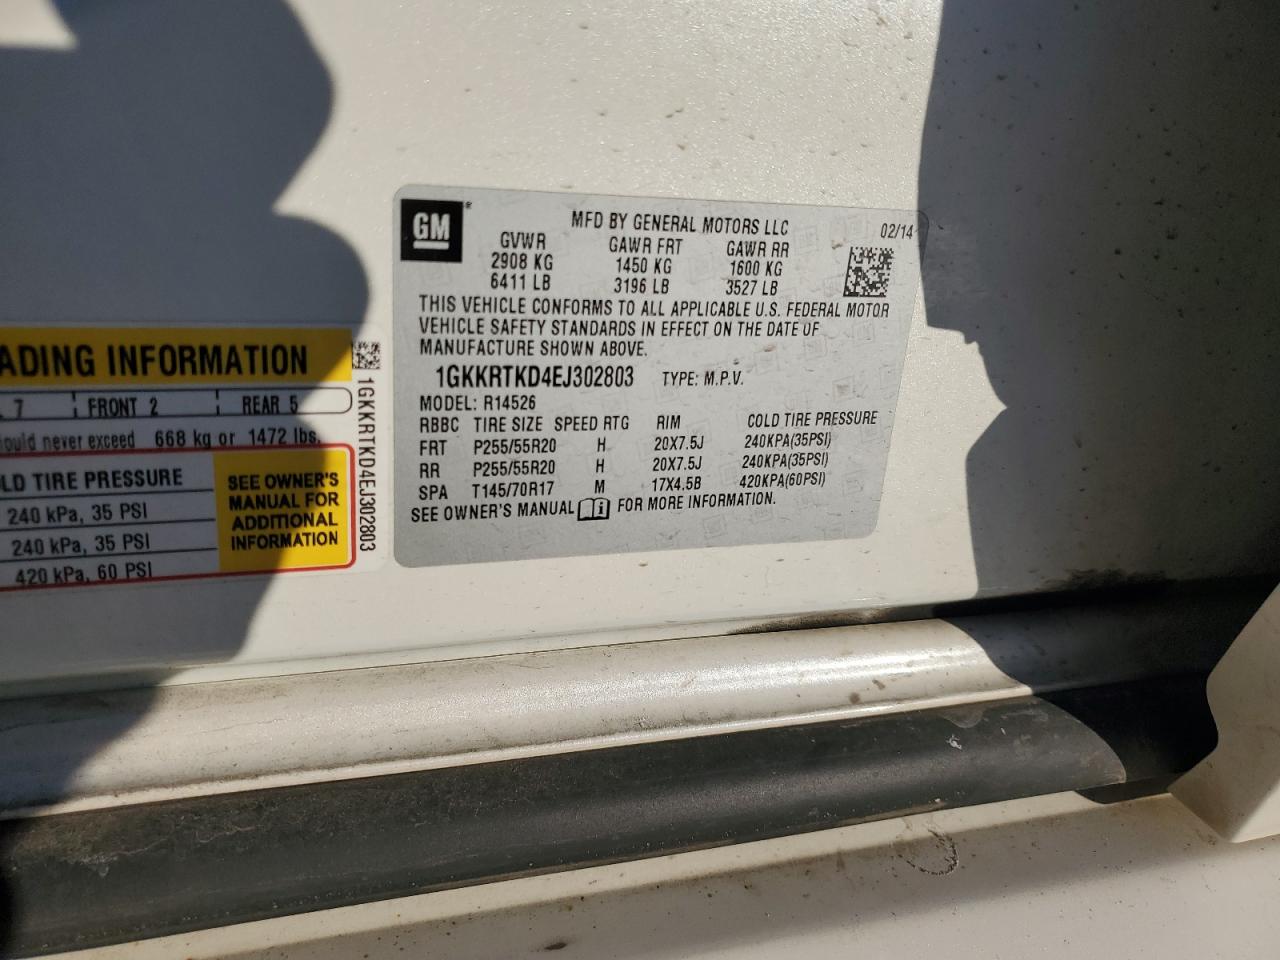 GM ®
MFD BY GENERAL MOTORS LLC 02/14
GVWR GAWR FRT GAWR RR
2908 KG 1450 KG 1600 KG
6411 LB 3196 LB 3527 LB
THIS VEHICLE CONFORMS TO ALL APPLICABLE U.S. FEDERAL MOTOR
VEHICLE SAFETY STANDARDS IN EFFECT ON THE DATE OF
MANUFACTURE SHOWN ABOVE.
1GKKRTKD4EJ302803 TYPE: M.P.V.
MODEL: R14526
RBBC TIRE SIZE SPEED RTG RIM COLD TIRE PRESSURE
FRT P255/55R20 H 20X7.5J 240KPA(35PSI)
RR P255/55R20 H 20X7.5J 240KPA(35PSI)
SPA T145/70R17 M 17X4.5B 420KPA(60PSI)
SEE OWNER'S MANUAL i FOR MORE INFORMATION.
ADING INFORMATION
7 FRONT 2 REAR 5
ould never exceed 668 kg or 1472 lbs.
LD TIRE PRESSURE
240 kPa, 35 PSI
240 kPa, 35 PSI
420 kPa, 60 PSI
SEE OWNER'S
MANUAL FOR
ADDITIONAL
INFORMATION
1GKKRTKD4EJ302803